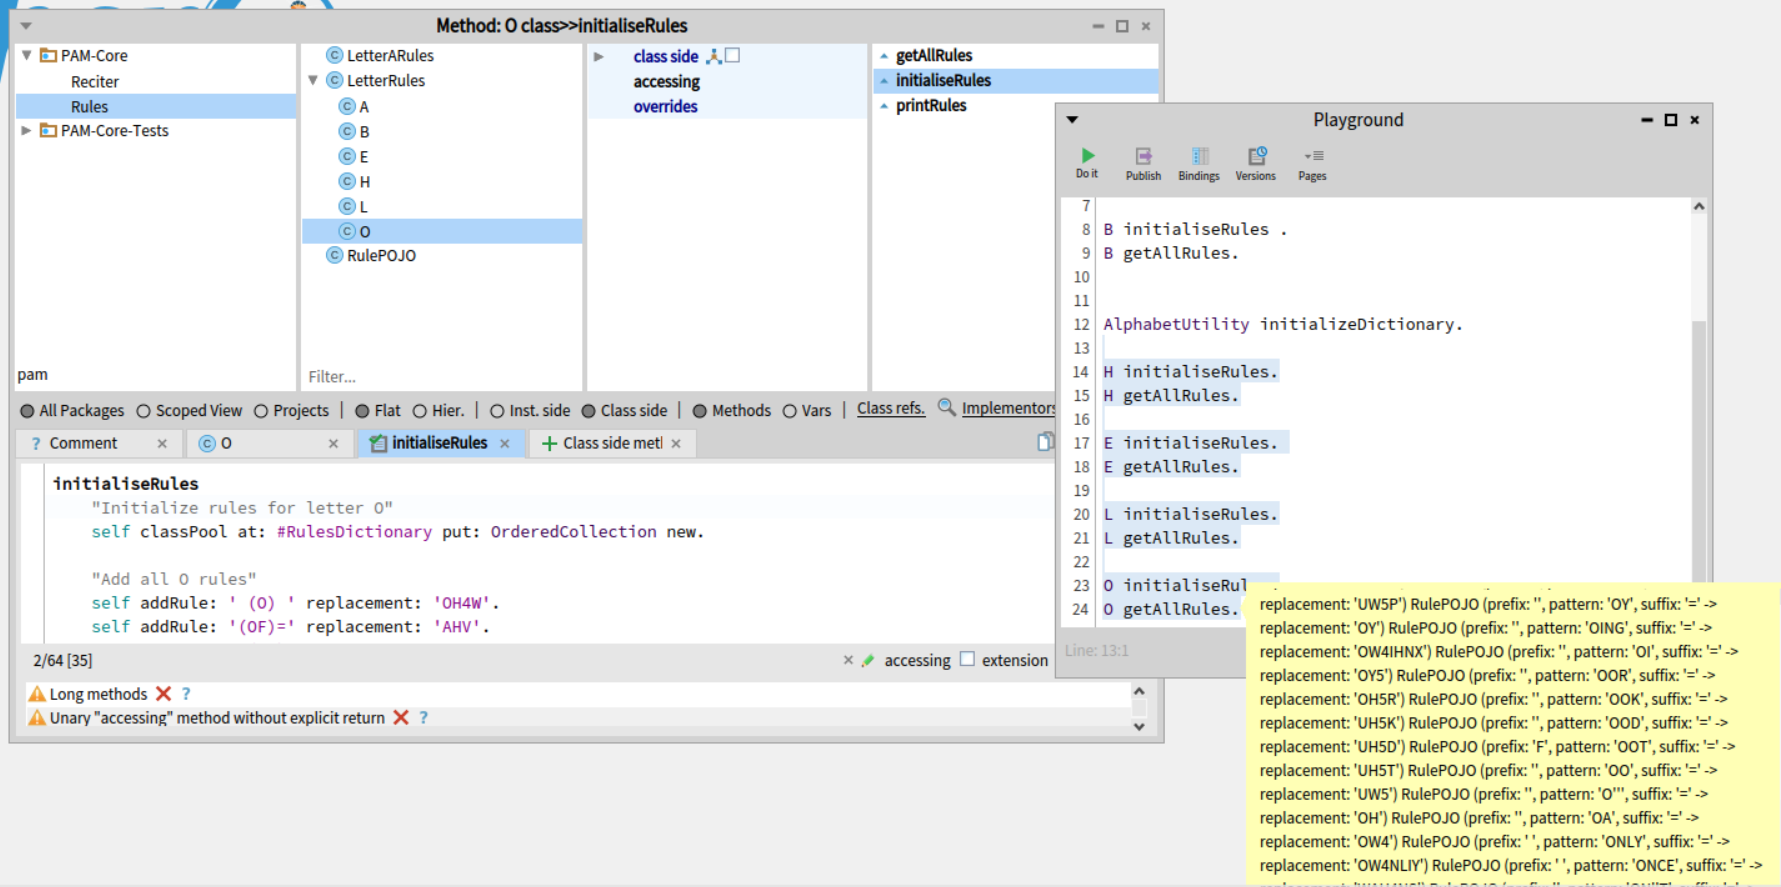 Method: O class>>initialiseRules
PAM-Core
Reciter
Rules
PAM-Core-Tests
pam
LetterARules
LetterRules
A
B
E
H
L
O
RulePOJO
Filter...
class side
accessing
overrides
getAllRules
initialiseRules
printRules
All Packages Scoped View Projects | Flat Hier. | Inst. side Class side | Methods Vars | Class refs. Implementors
? Comment × O × initialiseRules × + Class side metl ×
initialiseRules
"Initialize rules for letter O"
self classPool at: #RulesDictionary put: OrderedCollection new.
"Add all O rules"
self addRule: ' (O) ' replacement: 'OH4W'.
self addRule: '(OF)=' replacement: 'AHV'.
2/64 [35] × accessing extension
Long methods ?
Unary "accessing" method without explicit return ?
Playground
Do it Publish Bindings Versions Pages
7
8 B initialiseRules .
9 B getAllRules.
10
11
12 AlphabetUtility initializeDictionary.
13
14 H initialiseRules.
15 H getAllRules.
16
17 E initialiseRules.
18 E getAllRules.
19
20 L initialiseRules.
21 L getAllRules.
22
23 O initialiseRul
24 O getAllRules.
Line: 13:1
replacement: 'UW5P') RulePOJO (prefix: '', pattern: 'OY', suffix: '=' ->
replacement: 'OY') RulePOJO (prefix: '', pattern: 'OING', suffix: '=' ->
replacement: 'OW4IHNX') RulePOJO (prefix: '', pattern: 'OI', suffix: '=' ->
replacement: 'OY5') RulePOJO (prefix: '', pattern: 'OOR', suffix: '=' ->
replacement: 'OH5R') RulePOJO (prefix: '', pattern: 'OOK', suffix: '=' ->
replacement: 'UH5K') RulePOJO (prefix: '', pattern: 'OOD', suffix: '=' ->
replacement: 'UH5D') RulePOJO (prefix: 'F', pattern: 'OOT', suffix: '=' ->
replacement: 'UH5T') RulePOJO (prefix: '', pattern: 'OO', suffix: '=' ->
replacement: 'UW5') RulePOJO (prefix: '', pattern: 'O''', suffix: '=' ->
replacement: 'OH') RulePOJO (prefix: '', pattern: 'OA', suffix: '=' ->
replacement: 'OW4') RulePOJO (prefix: ' ', pattern: 'ONLY', suffix: '=' ->
replacement: 'OW4NLIY') RulePOJO (prefix: ' ', pattern: 'ONCE', suffix: '=' ->